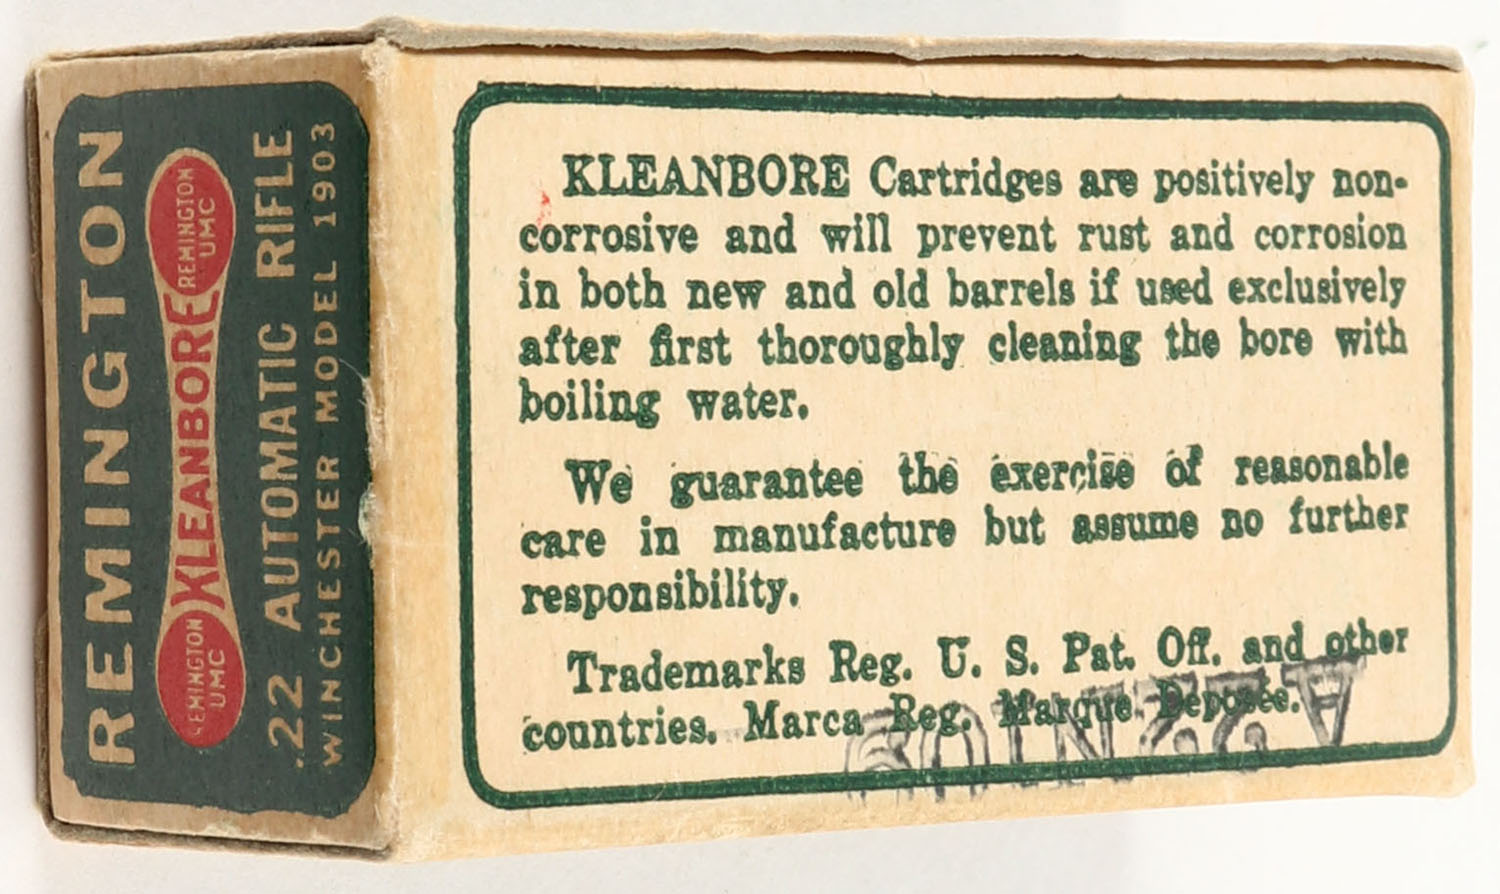 REMINGTON
REMINGTON
UMC
KLEANBORE
REMINGTON
UMC
.22 AUTOMATIC RIFLE
WINCHESTER MODEL 1903
KLEANBORE Cartridges are positively non-
corrosive and will prevent rust and corrosion
in both new and old barrels if used exclusively
after first thoroughly cleaning the bore with
boiling water.
We guarantee the exercise of reasonable
care in manufacture but assume no further
responsibility.
Trademarks Reg. U. S. Pat. Off. and other
countries. Marca Reg. Marque Deposée.